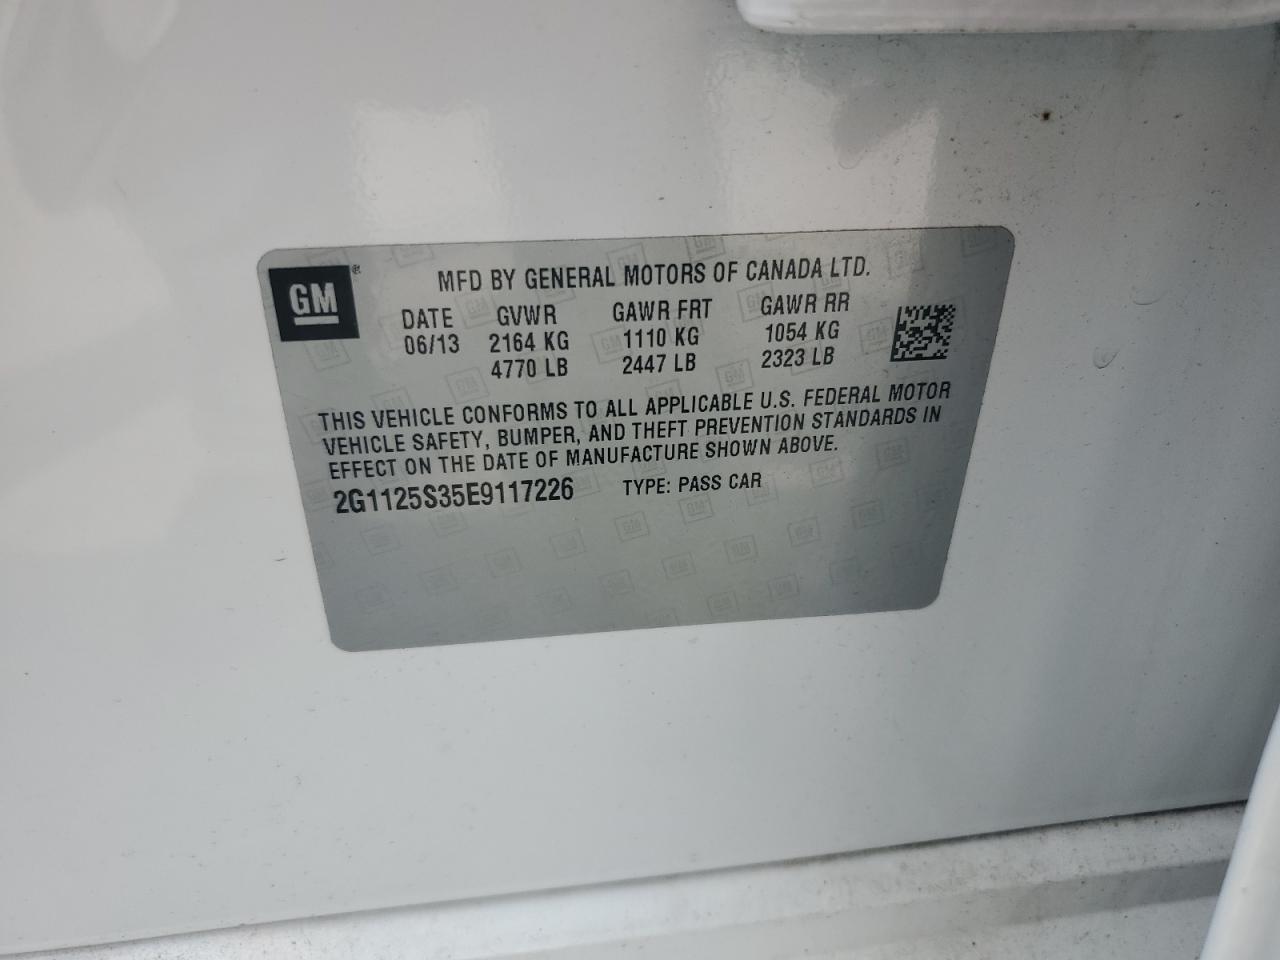 GM
MFD BY GENERAL MOTORS OF CANADA LTD.
DATE GVWR GAWR FRT GAWR RR
06/13 2164 KG 1110 KG 1054 KG
4770 LB 2447 LB 2323 LB
THIS VEHICLE CONFORMS TO ALL APPLICABLE U.S. FEDERAL MOTOR
VEHICLE SAFETY, BUMPER, AND THEFT PREVENTION STANDARDS IN
EFFECT ON THE DATE OF MANUFACTURE SHOWN ABOVE.
2G1125S35E9117226 TYPE: PASS CAR